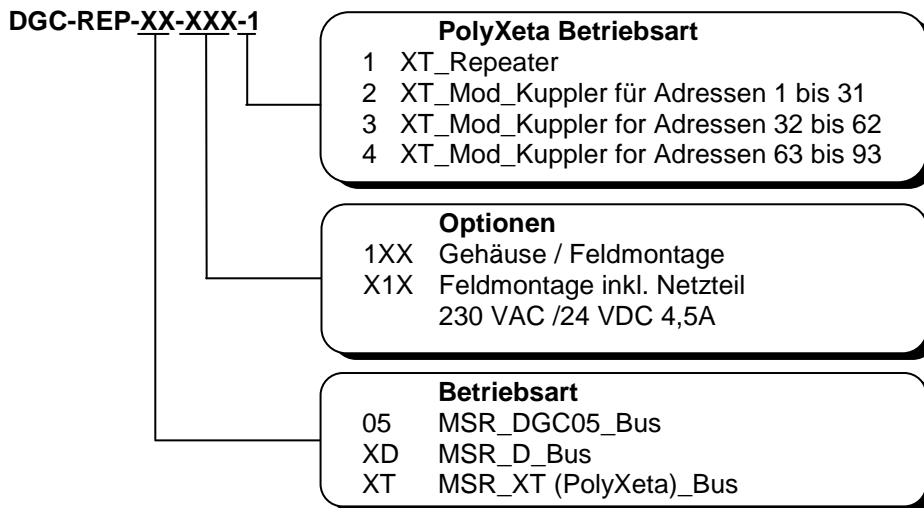 DGC-REP-XX-XXX-1
PolyXeta Betriebsart
1 XT_Repeater
2 XT_Mod_Kuppler für Adressen 1 bis 31
3 XT_Mod_Kuppler for Adressen 32 bis 62
4 XT_Mod_Kuppler for Adressen 63 bis 93
Optionen
1XX Gehäuse / Feldmontage
X1X Feldmontage inkl. Netzteil
230 VAC /24 VDC 4,5A
Betriebsart
05 MSR_DGC05_Bus
XD MSR_D_Bus
XT MSR_XT (PolyXeta)_Bus